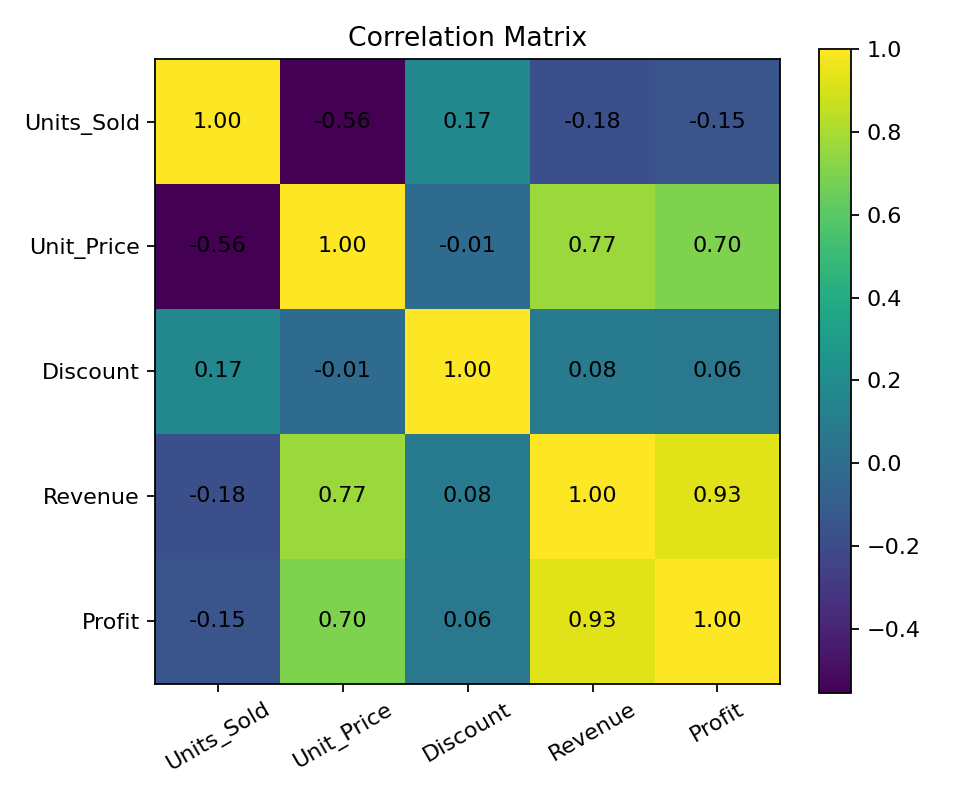 Correlation Matrix
1.0
Units_Sold 1.00 -0.56 0.17 -0.18 -0.15
0.8
0.6
Unit_Price -0.56 1.00 -0.01 0.77 0.70
0.4
Discount 0.17 -0.01 1.00 0.08 0.06
0.2
0.0
Revenue -0.18 0.77 0.08 1.00 0.93
−0.2
Profit -0.15 0.70 0.06 0.93 1.00
−0.4
Units_Sold Unit_Price Discount Revenue Profit